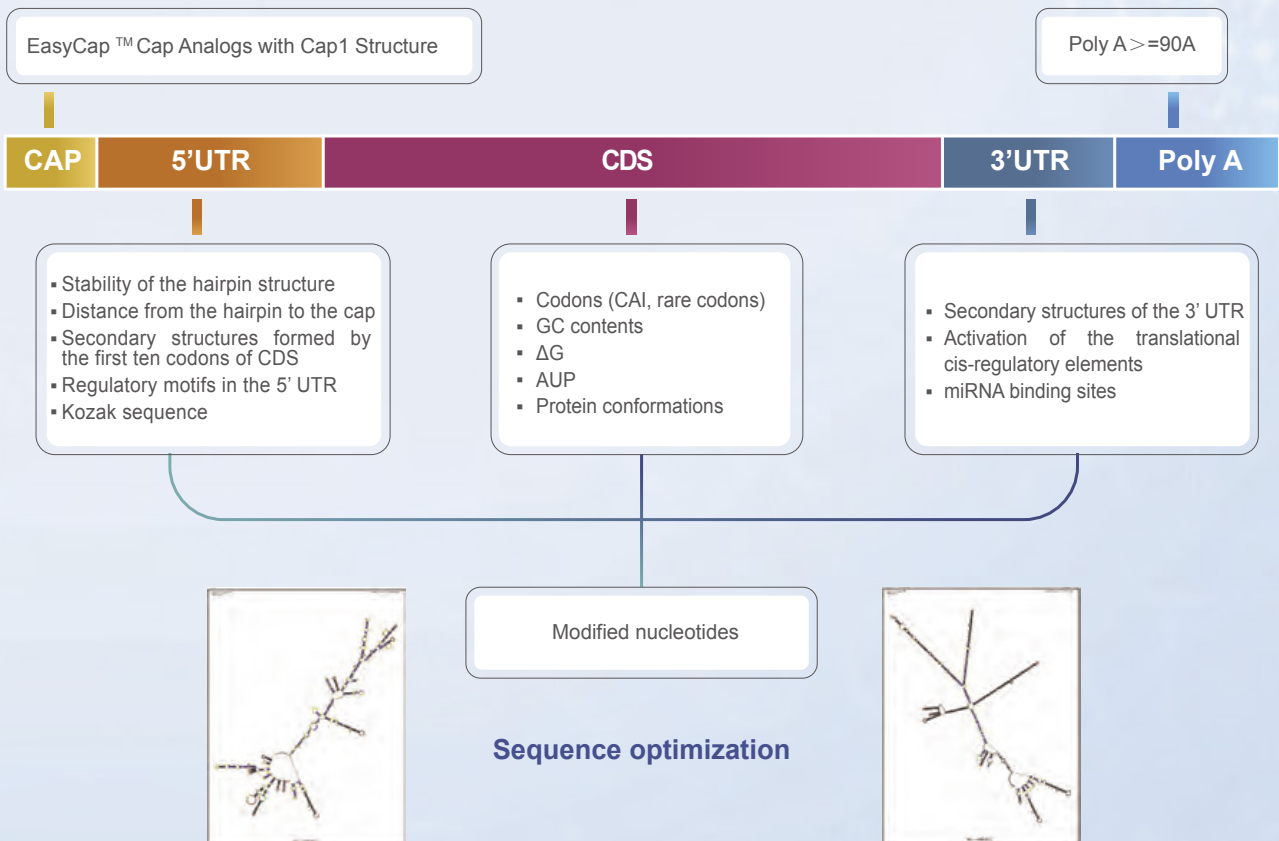 EasyCap ™ Cap Analogs with Cap1 Structure
Poly A＞=90A
CAP
5’UTR
CDS
3’UTR
Poly A
▪ Stability of the hairpin structure
▪ Distance from the hairpin to the cap
▪ Secondary structures formed by
the first ten codons of CDS
▪ Regulatory motifs in the 5’ UTR
▪ Kozak sequence
▪ Codons (CAI, rare codons)
▪ GC contents
▪ ΔG
▪ AUP
▪ Protein conformations
▪ Secondary structures of the 3’ UTR
▪ Activation of the translational
cis-regulatory elements
▪ miRNA binding sites
Modified nucleotides
Sequence optimization